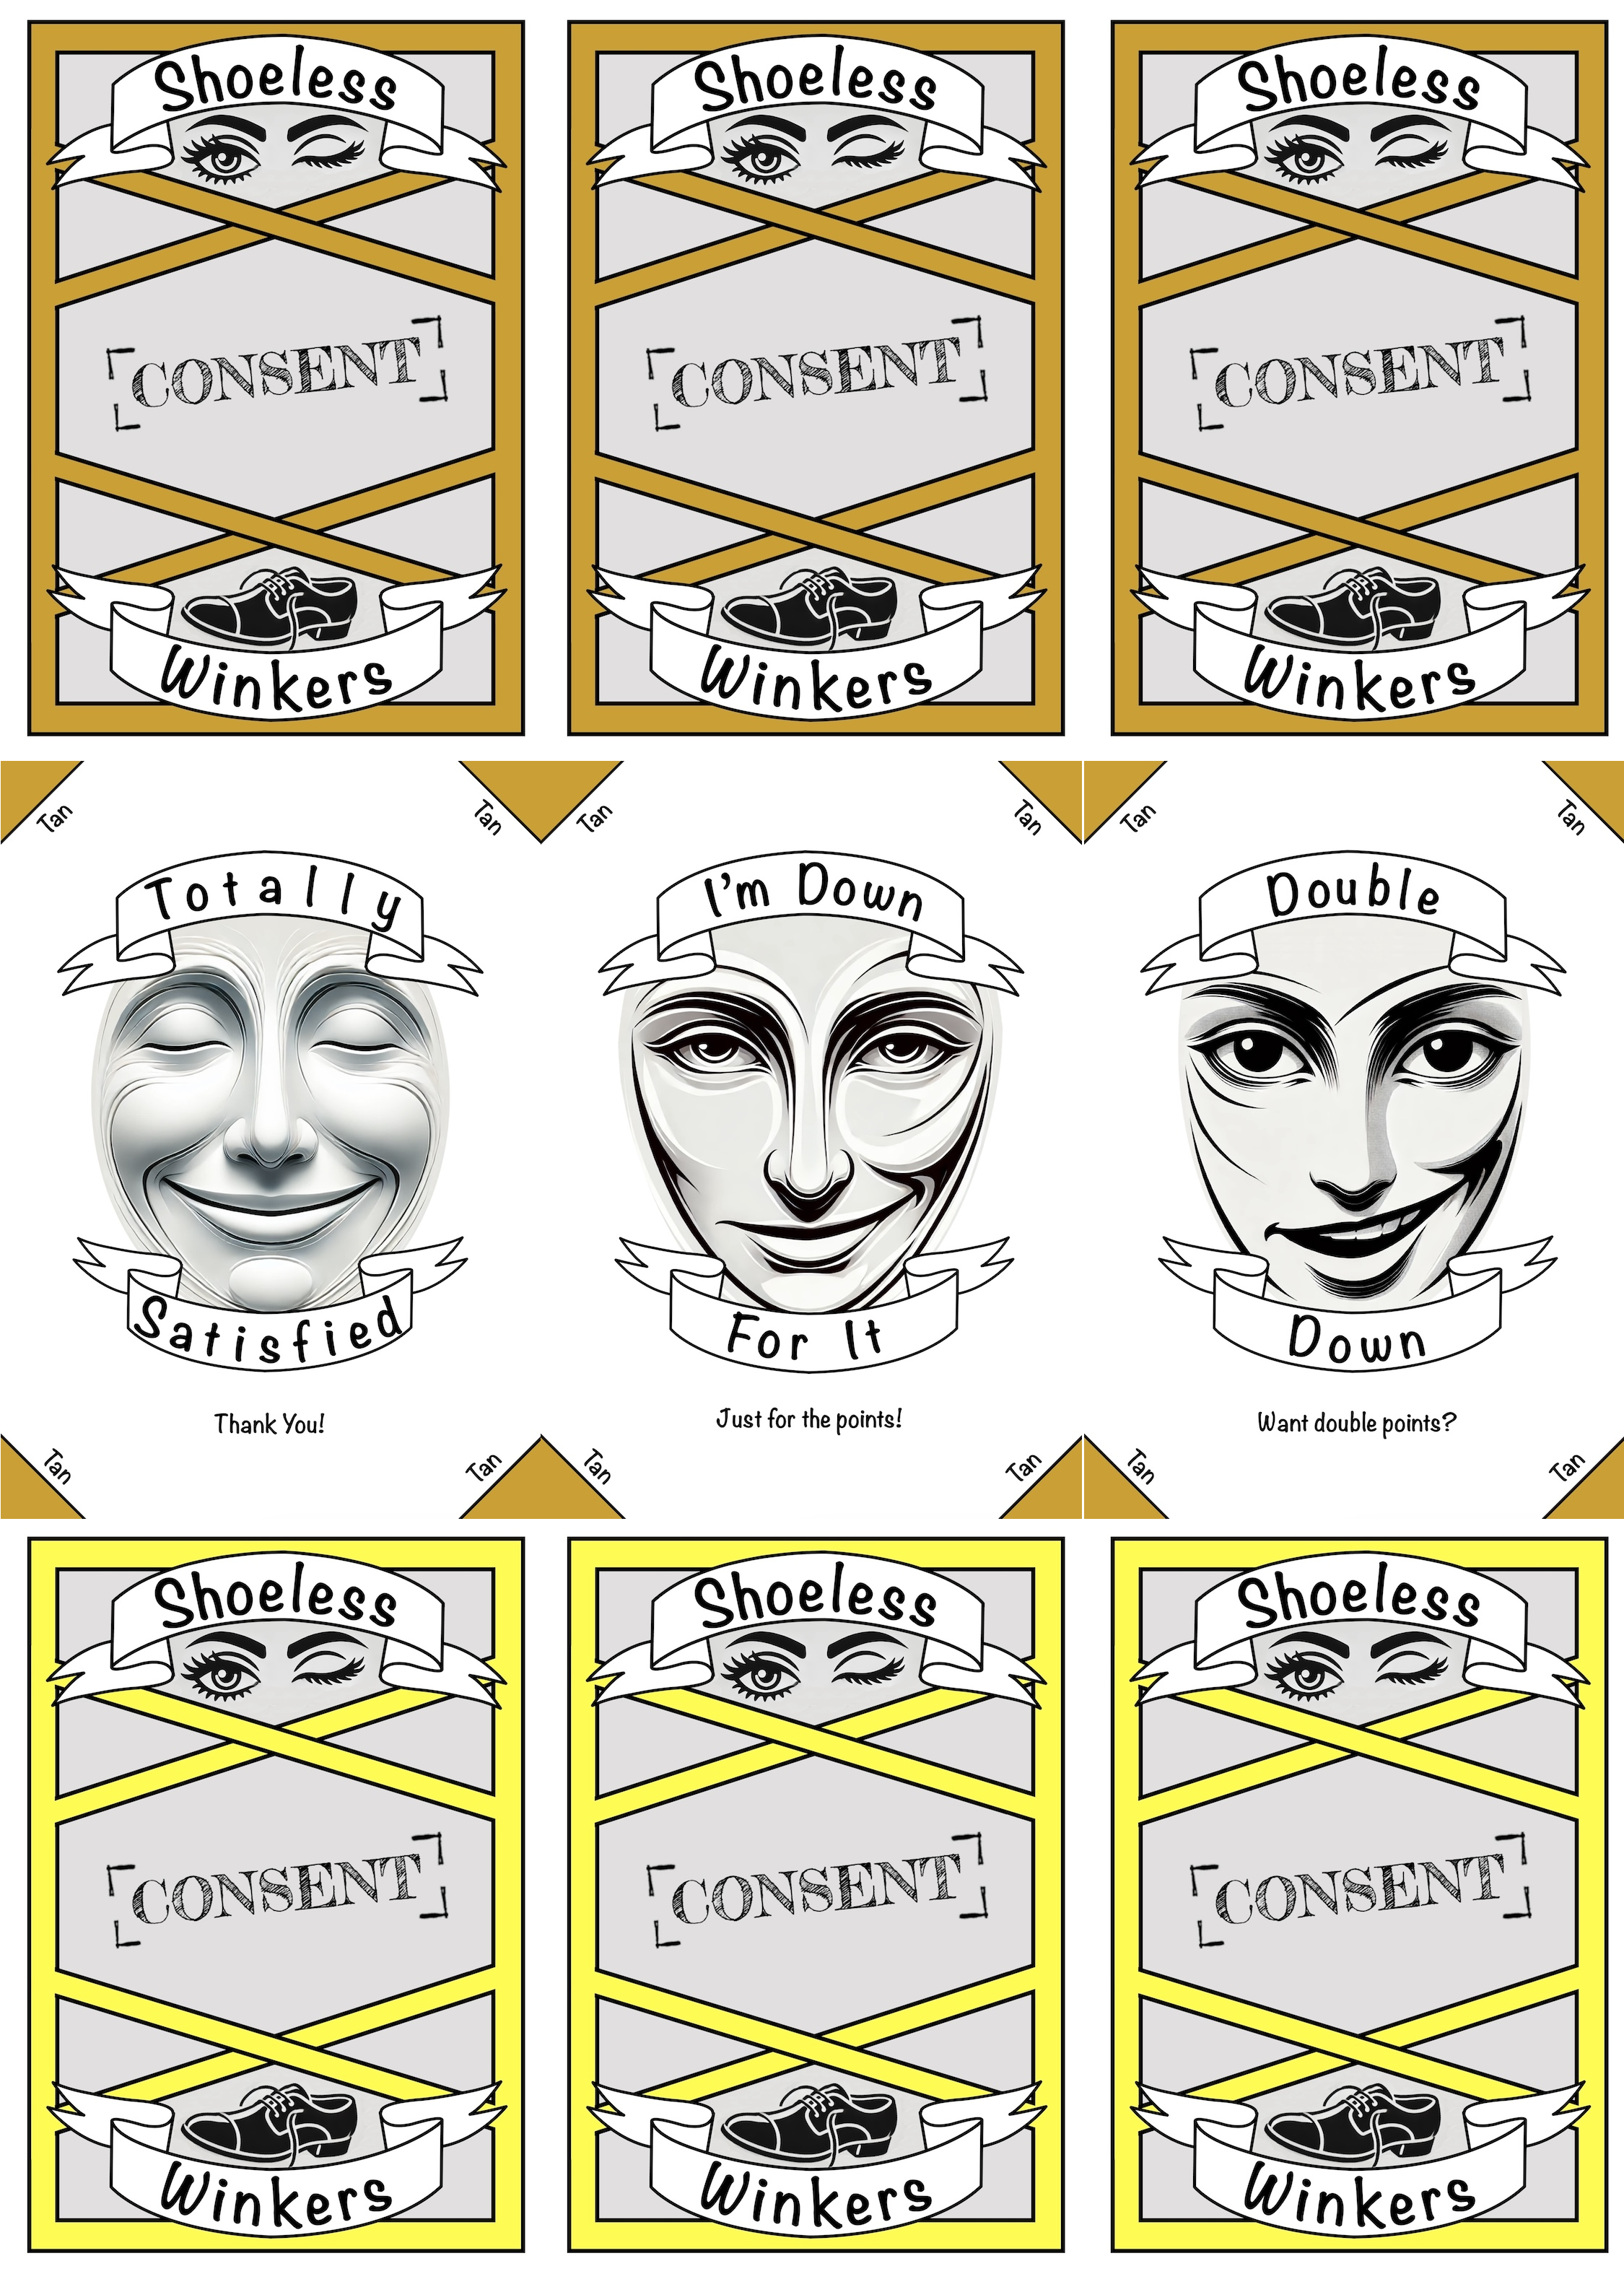 Shoeless
CONSENT
Winkers
Shoeless
CONSENT
Winkers
Shoeless
CONSENT
Winkers
Tan
Tan
Totally
Satisfied
Thank You!
Tan
Tan
Tan
Tan
I'm Down
For It
Just for the points!
Tan
Tan
Tan
Tan
Double
Down
Want double points?
Tan
Tan
Shoeless
CONSENT
Winkers
Shoeless
CONSENT
Winkers
Shoeless
CONSENT
Winkers